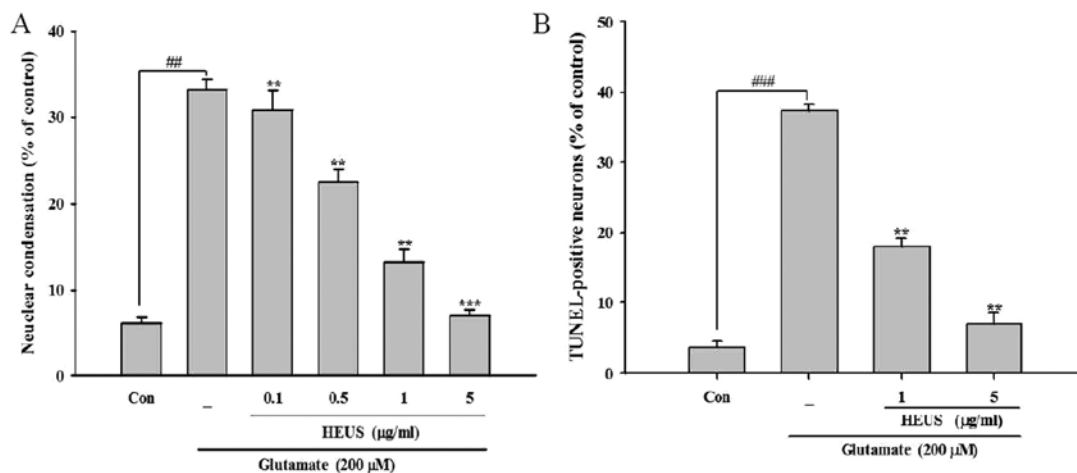 A
Neuclear condensation (% of control)
50
40
30
20
10
0
##
**
**
**
***
Con
–
0.1
0.5
1
5
HEUS (μg/ml)
Glutamate (200 μM)
B
TUNEL-positive neurons (% of control)
50
40
30
20
10
0
###
**
**
Con
–
1
5
HEUS (μg/ml)
Glutamate (200 μM)